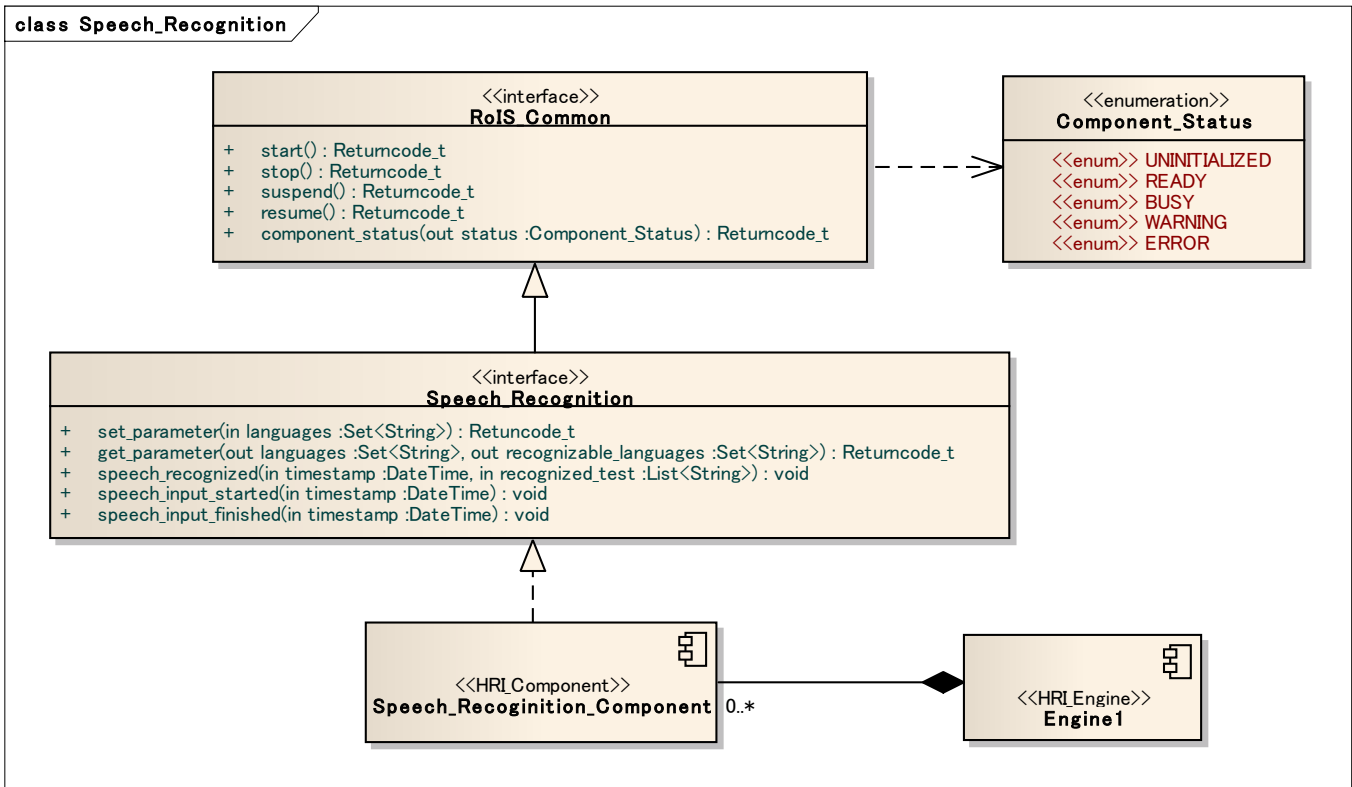 class Speech_Recognition
<<interface>>
RoIS_Common
+ start() : Returncode_t
+ stop() : Returncode_t
+ suspend() : Returncode_t
+ resume() : Returncode_t
+ component_status(out status :Component_Status) : Returncode_t
<<enumeration>>
Component_Status
<<enum>> UNINITIALIZED
<<enum>> READY
<<enum>> BUSY
<<enum>> WARNING
<<enum>> ERROR
<<interface>>
Speech_Recognition
+ set_parameter(in languages :Set<String>) : Retuncode_t
+ get_parameter(out languages :Set<String>, out recognizable_languages :Set<String>) : Returncode_t
+ speech_recognized(in timestamp :DateTime, in recognized_test :List<String>) : void
+ speech_input_started(in timestamp :DateTime) : void
+ speech_input_finished(in timestamp :DateTime) : void
<<HRI_Component>>
Speech_Recoginition_Component
0..*
<<HRI_Engine>>
Engine1